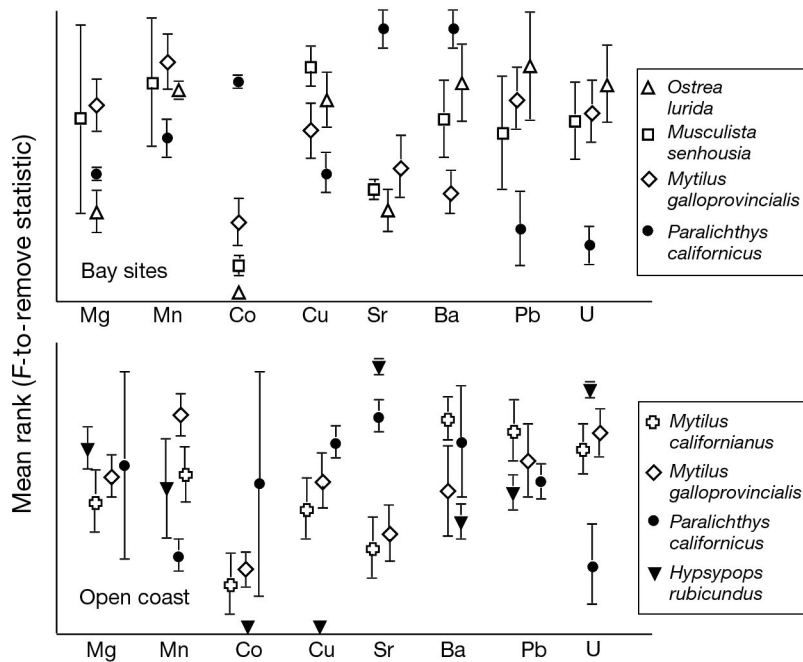 Mean rank (F-to-remove statistic)
Ostrea
lurida
Musculista
senhousia
Mytilus
galloprovincialis
Paralichthys
californicus
Bay sites
Mg Mn Co Cu Sr Ba Pb U
Mytilus
californianus
Mytilus
galloprovincialis
Paralichthys
californicus
Hypsypops
rubicundus
Open coast
Mg Mn Co Cu Sr Ba Pb U